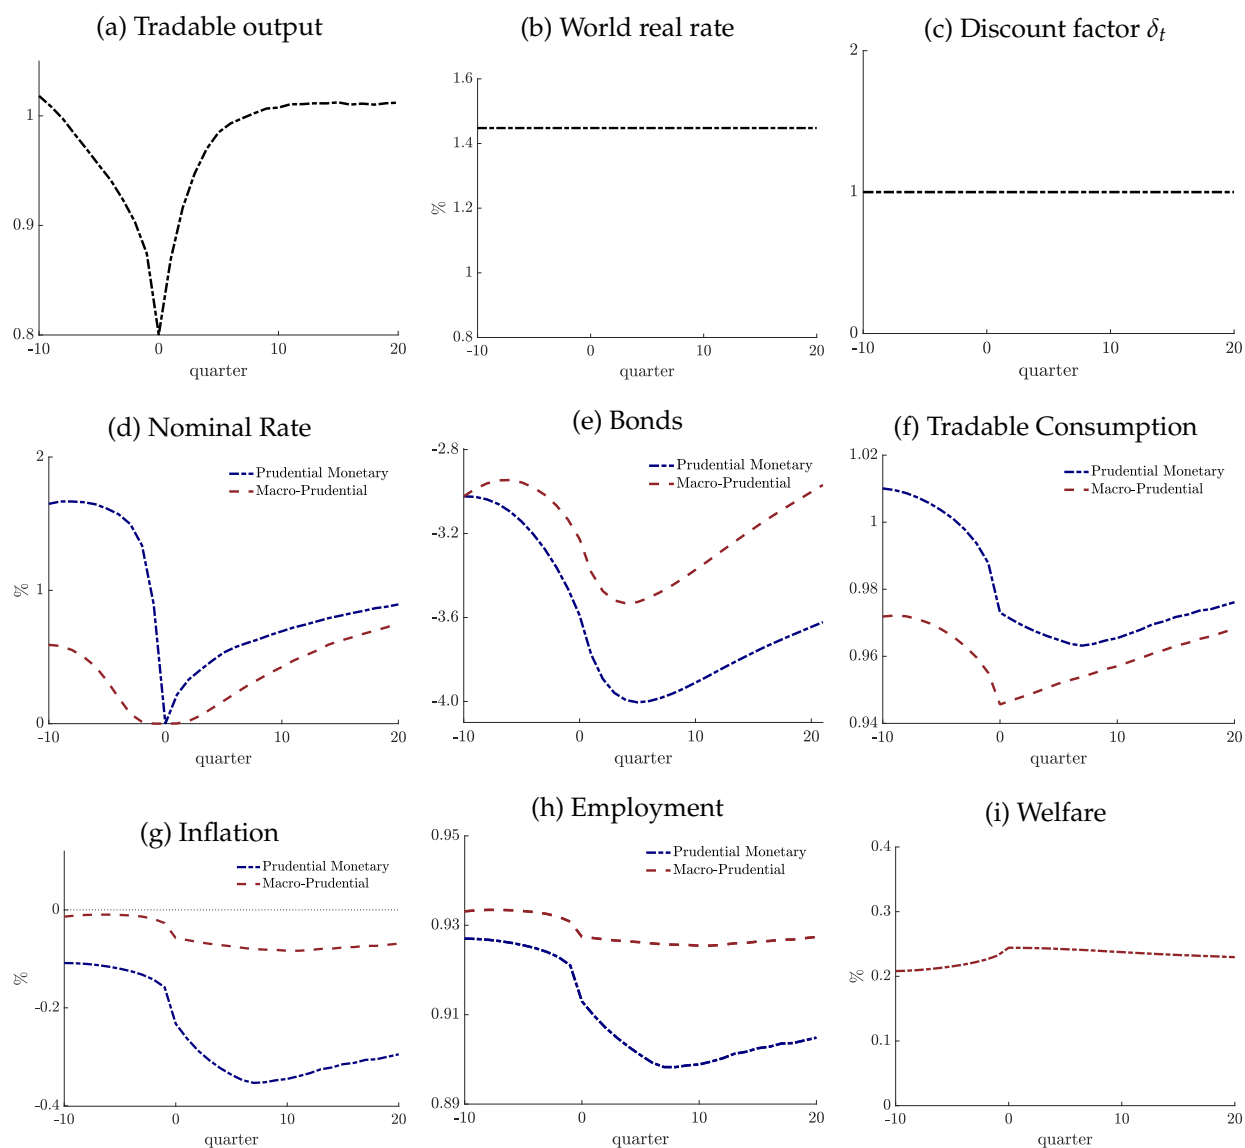 (a) Tradable output
(b) World real rate
(c) Discount factor δt
1
0.9
0.8
-10 0 10 20
quarter
%
1.6
1.4
1.2
1
0.8
-10 0 10 20
quarter
2
1
0
-10 0 10 20
quarter
(d) Nominal Rate
(e) Bonds
(f) Tradable Consumption
%
2
1
0
Prudential Monetary
Macro-Prudential
-10 0 10 20
quarter
-2.8
-3.2
-3.6
-4.0
Prudential Monetary
Macro-Prudential
-10 0 10 20
quarter
1.02
1
0.98
0.96
0.94
Prudential Monetary
Macro-Prudential
-10 0 10 20
quarter
(g) Inflation
(h) Employment
(i) Welfare
%
0
-0.2
-0.4
Prudential Monetary
Macro-Prudential
-10 0 10 20
quarter
0.95
0.93
0.91
0.89
Prudential Monetary
Macro-Prudential
-10 0 10 20
quarter
%
0.4
0.3
0.2
0.1
0
-10 0 10 20
quarter